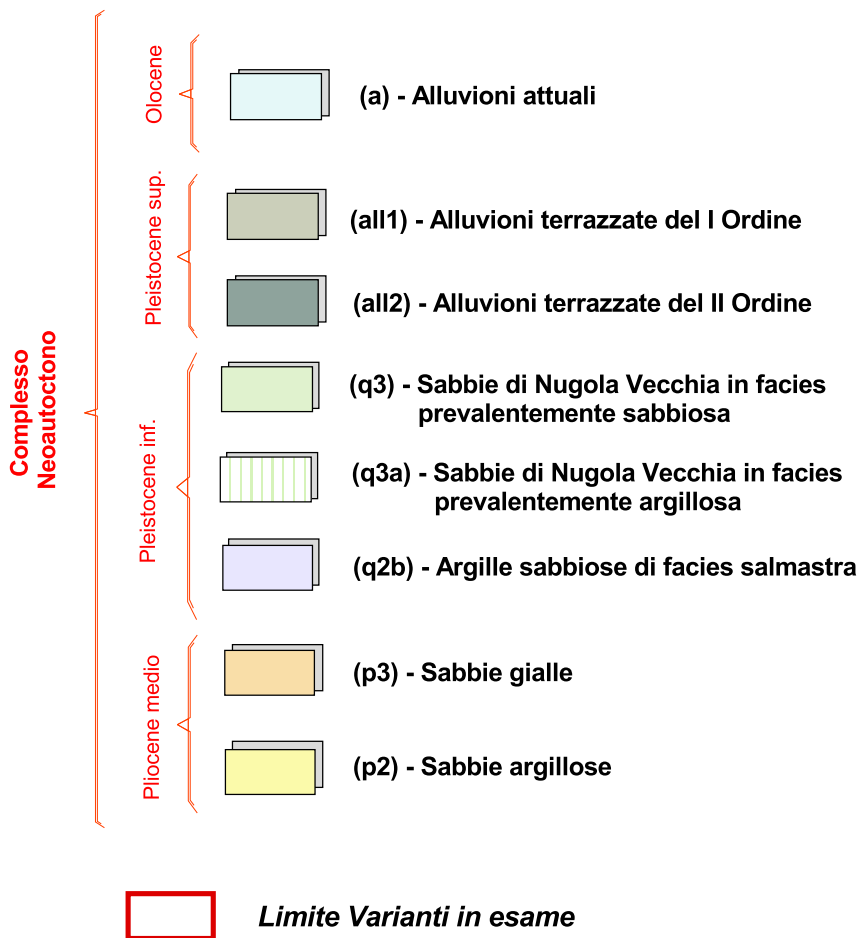 Complesso
Neoautoctono
Olocene
(a) - Alluvioni attuali
Pleistocene sup.
(all1) - Alluvioni terrazzate del I Ordine
(all2) - Alluvioni terrazzate del II Ordine
Pleistocene inf.
(q3) - Sabbie di Nugola Vecchia in facies
prevalentemente sabbiosa
(q3a) - Sabbie di Nugola Vecchia in facies
prevalentemente argillosa
(q2b) - Argille sabbiose di facies salmastra
Pliocene medio
(p3) - Sabbie gialle
(p2) - Sabbie argillose
Limite Varianti in esame